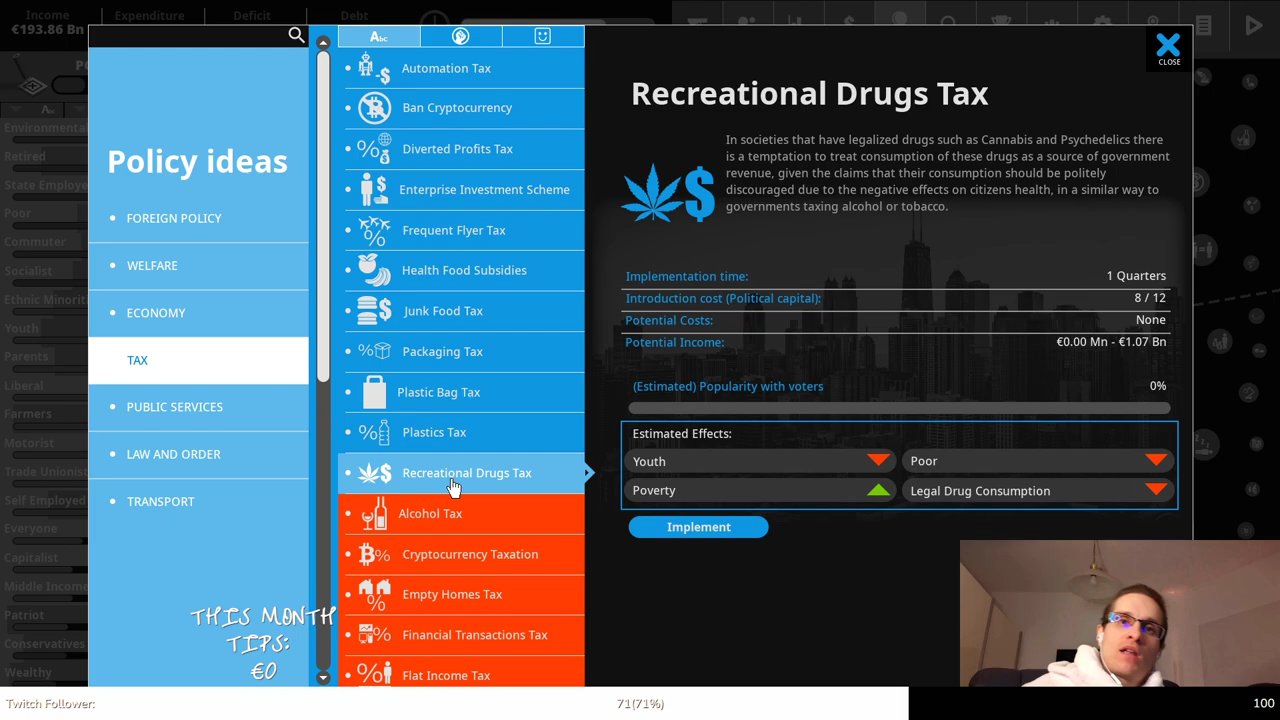 Income
Expenditure
Deficit
Debt
€193.86 Bn
Environmental
Retired
State Employe
Poor
Commuter
Socialist
Ethnic Minoriti
Youth
Parents
Liberal
Farmers
Motorist
Trade Unionist
Self Employed
Everyone
Capitalist
Middle Income
Patriot
Conservatives
Wealthy
Policy ideas
FOREIGN POLICY
WELFARE
ECONOMY
TAX
PUBLIC SERVICES
LAW AND ORDER
TRANSPORT
THIS MONTH
TIPS:
€0
Abc
Automation Tax
Ban Cryptocurrency
Diverted Profits Tax
Enterprise Investment Scheme
Frequent Flyer Tax
Health Food Subsidies
Junk Food Tax
Packaging Tax
Plastic Bag Tax
Plastics Tax
Recreational Drugs Tax
Alcohol Tax
Cryptocurrency Taxation
Empty Homes Tax
Financial Transactions Tax
Flat Income Tax
CLOSE
Recreational Drugs Tax
In societies that have legalized drugs such as Cannabis and Psychedelics there
is a temptation to treat consumption of these drugs as a source of government
revenue, given the claims that their consumption should be politely
discouraged due to the negative effects on citizens health, in a similar way to
governments taxing alcohol or tobacco.
Implementation time: 1 Quarters
Introduction cost (Political capital): 8 / 12
Potential Costs: None
Potential Income: €0.00 Mn - €1.07 Bn
(Estimated) Popularity with voters 0%
Estimated Effects:
Youth Poor
Poverty Legal Drug Consumption
Implement
Twitch Follower: 71(71%) 100